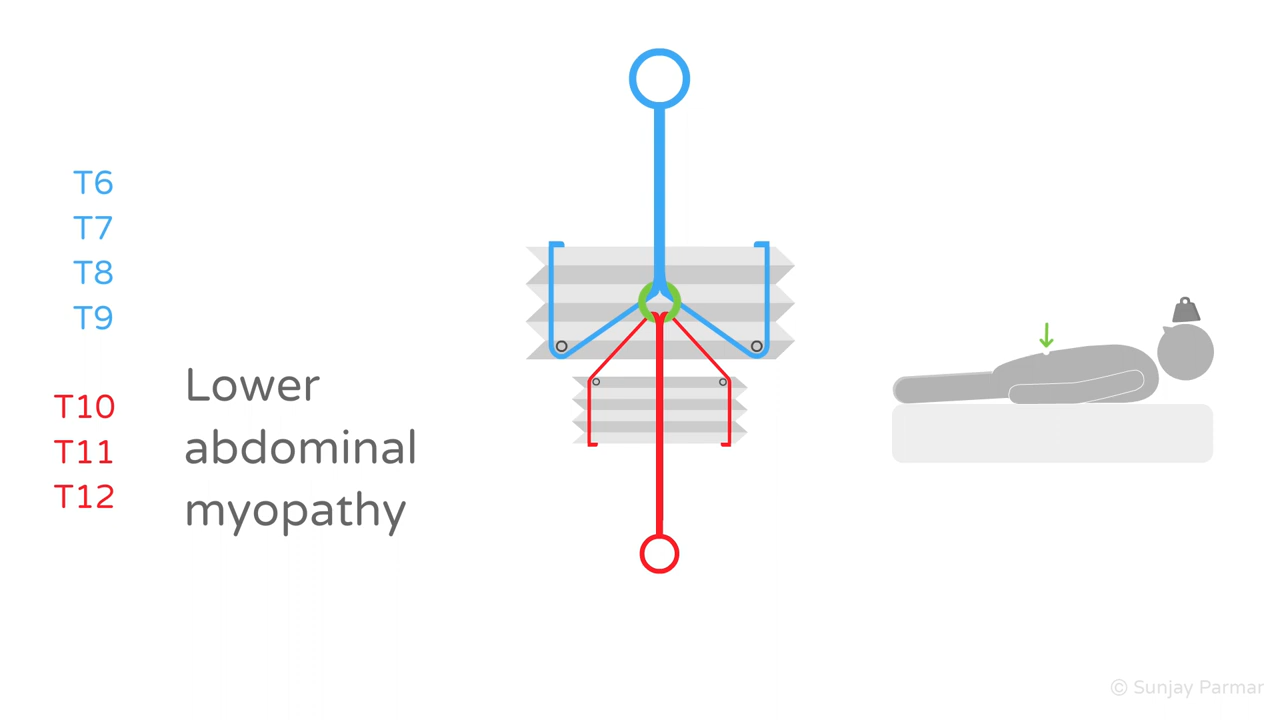 T6
T7
T8
T9
T10
T11
T12
Lower
abdominal
myopathy
© Sunjay Parmar